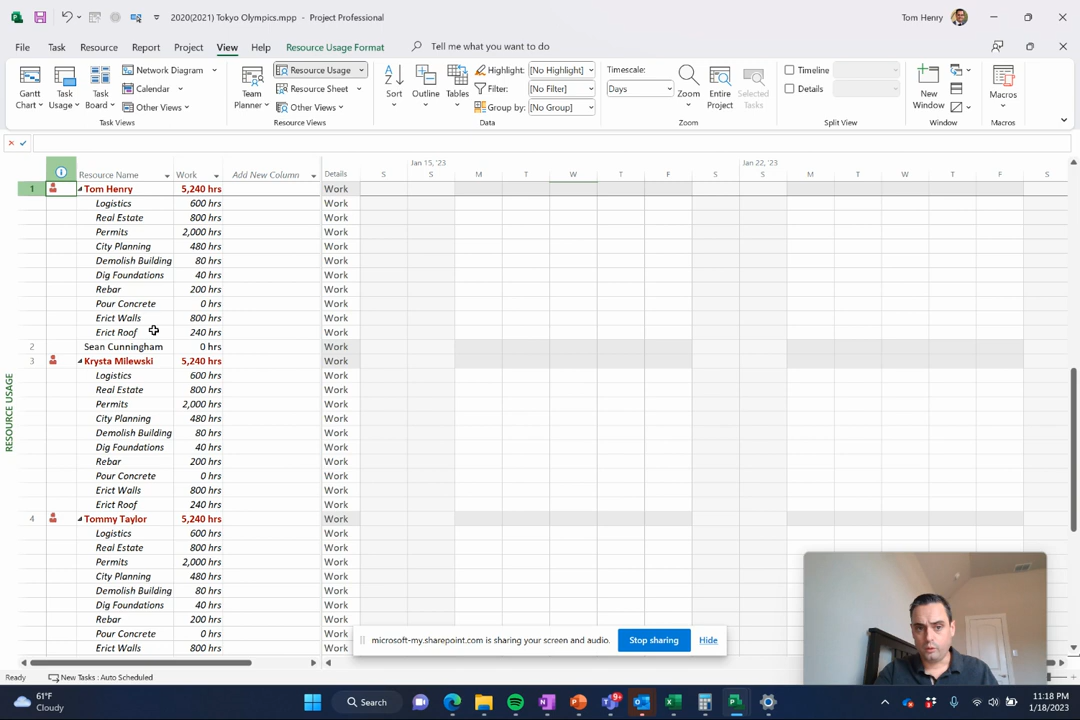 2020(2021) Tokyo Olympics.mpp - Project Professional
Tom Henry
File Task Resource Report Project View Help Resource Usage Format Tell me what you want to do
Gantt Chart
Task Usage
Task Board
Network Diagram
Calendar
Other Views
Task Views
Team Planner
Resource Usage
Resource Sheet
Other Views
Resource Views
Sort
Outline
Tables
Highlight: [No Highlight]
Filter: [No Filter]
Group by: [No Group]
Data
Timescale:
Days
Zoom
Entire Project
Selected Tasks
Zoom
Timeline
Details
Split View
New Window
Window
Macros
Macros
Jan 15, '23 Jan 22, '23
Resource Name Work Add New Column Details S S M T W T F S S M T W T F S
1 Tom Henry 5,240 hrs Work
Logistics 600 hrs Work
Real Estate 800 hrs Work
Permits 2,000 hrs Work
City Planning 480 hrs Work
Demolish Building 80 hrs Work
Dig Foundations 40 hrs Work
Rebar 200 hrs Work
Pour Concrete 0 hrs Work
Erict Walls 800 hrs Work
Erict Roof 240 hrs Work
2 Sean Cunningham 0 hrs Work
3 Krysta Milewski 5,240 hrs Work
Logistics 600 hrs Work
Real Estate 800 hrs Work
Permits 2,000 hrs Work
City Planning 480 hrs Work
Demolish Building 80 hrs Work
Dig Foundations 40 hrs Work
Rebar 200 hrs Work
Pour Concrete 0 hrs Work
Erict Walls 800 hrs Work
Erict Roof 240 hrs Work
4 Tommy Taylor 5,240 hrs Work
Logistics 600 hrs Work
Real Estate 800 hrs Work
Permits 2,000 hrs Work
City Planning 480 hrs Work
Demolish Building 80 hrs Work
Dig Foundations 40 hrs Work
Rebar 200 hrs Work
Pour Concrete 0 hrs Work
Erict Walls 800 hrs Work
RESOURCE USAGE
microsoft-my.sharepoint.com is sharing your screen and audio. Stop sharing Hide
Ready New Tasks : Auto Scheduled
61°F
Cloudy
Search
9+
11:18 PM
1/18/2023